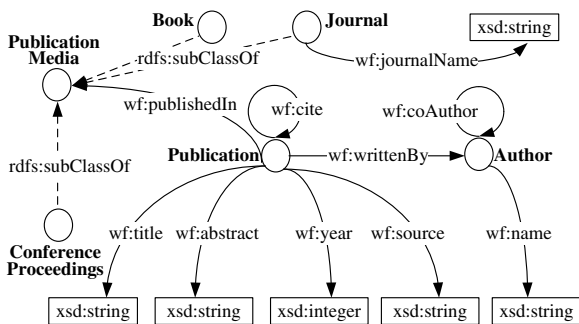 Book
Journal
xsd:string
Publication
Media
rdfs:subClassOf
wf:journalName
wf:publishedIn
wf:cite
wf:coAuthor
rdfs:subClassOf
Publication
wf:writtenBy
Author
Conference
Proceedings
wf:title
wf:abstract
wf:year
wf:source
wf:name
xsd:string
xsd:string
xsd:integer
xsd:string
xsd:string